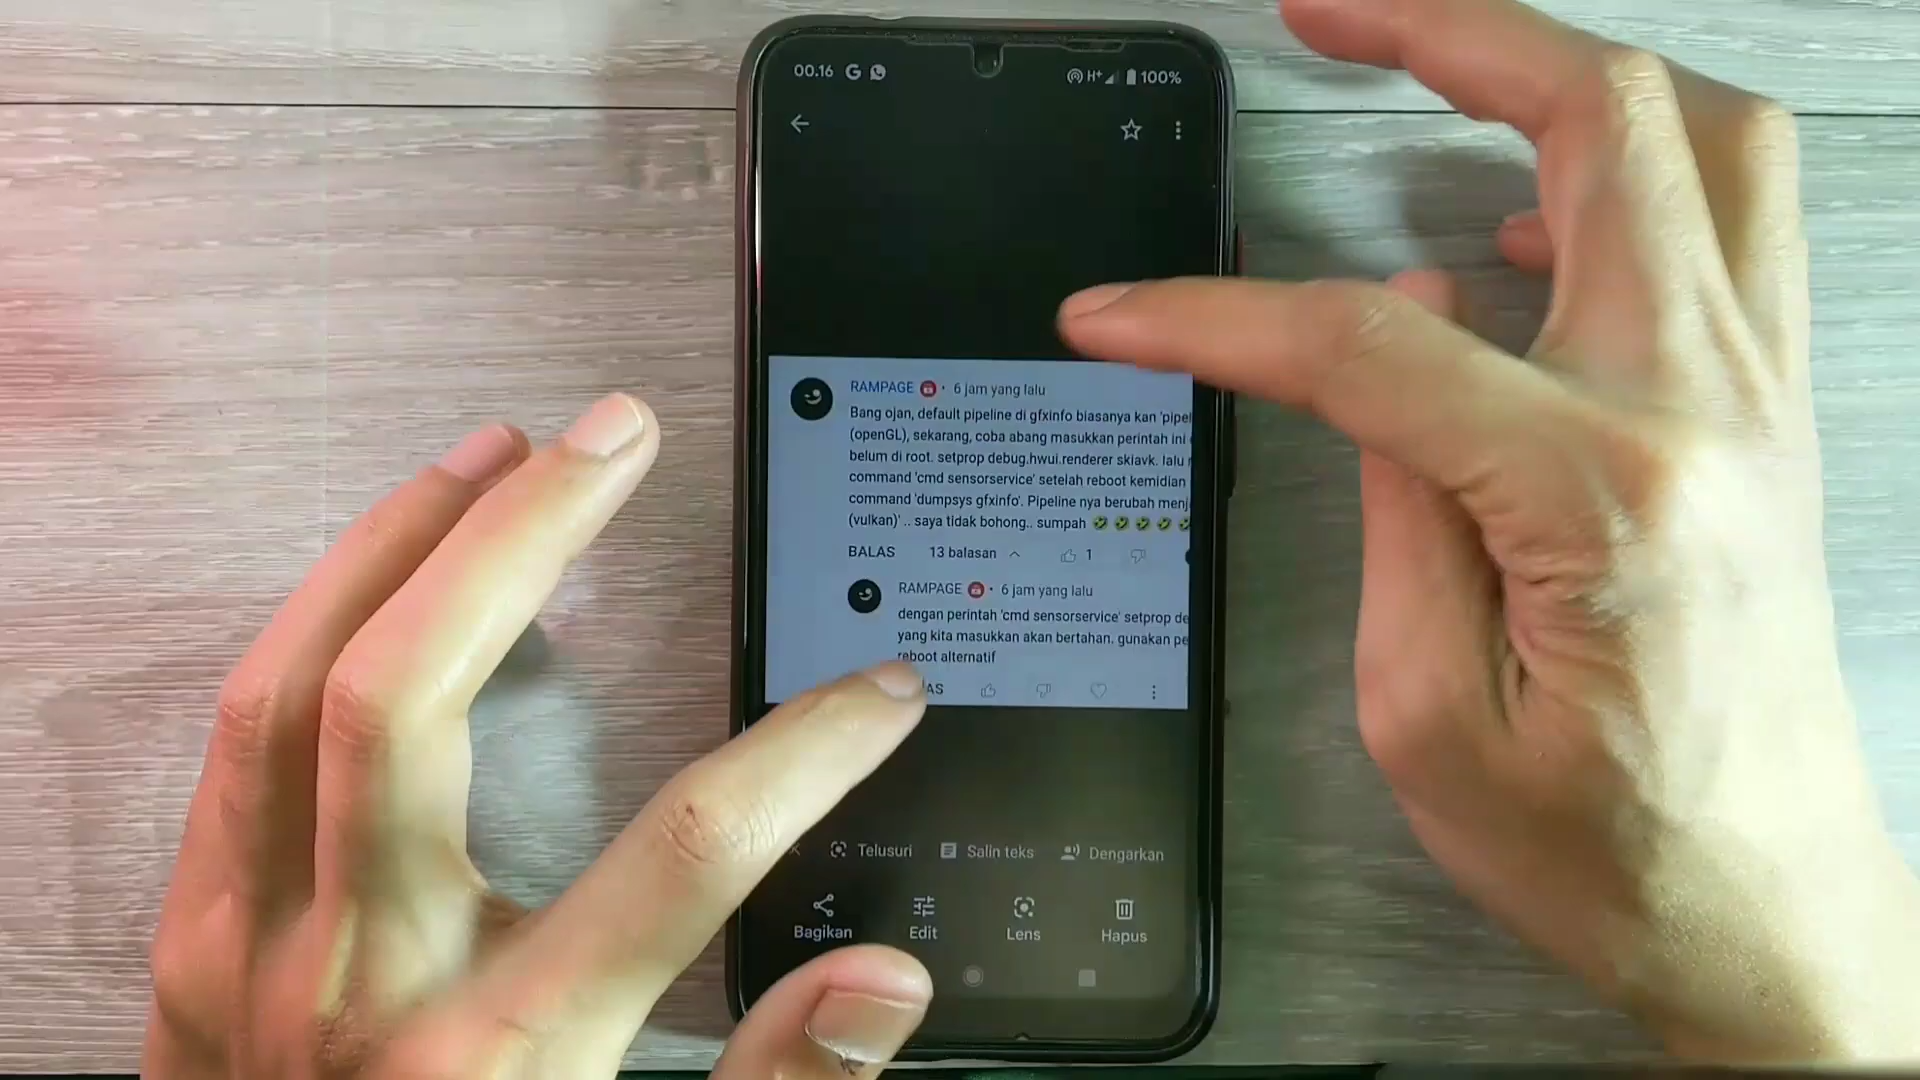 00.16 H+ 100%
RAMPAGE • 6 jam yang lalu
Bang ojan, default pipeline di gfxinfo biasanya kan 'pipel
(openGL), sekarang, coba abang masukkan perintah ini
belum di root. setprop debug.hwui.renderer skiavk. lalu
command 'cmd sensorservice' setelah reboot kemidian
command 'dumpsys gfxinfo'. Pipeline nya berubah menj
(vulkan)' .. saya tidak bohong.. sumpah 🤣🤣🤣🤣🤣
BALAS 13 balasan 1
RAMPAGE • 6 jam yang lalu
dengan perintah 'cmd sensorservice' setprop de
yang kita masukkan akan bertahan. gunakan pe
reboot alternatif
AS
Telusuri Salin teks Dengarkan
Bagikan Edit Lens Hapus